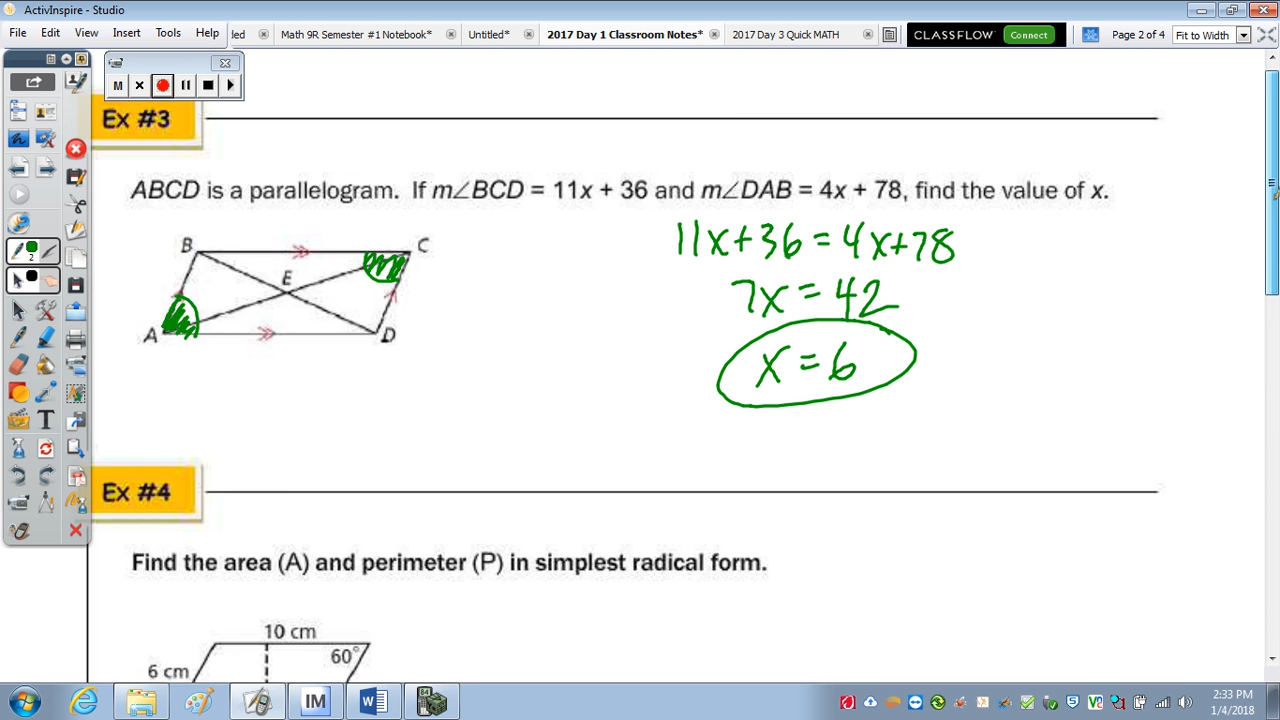 ActivInspire - Studio
File Edit View Insert Tools Help
led Math 9R Semester #1 Notebook* Untitled* 2017 Day 1 Classroom Notes* 2017 Day 3 Quick MATH CLASSFLOW Connect Page 2 of 4 Fit to Width
M
2
T
Ex #3
ABCD is a parallelogram. If m∠BCD = 11x + 36 and m∠DAB = 4x + 78, find the value of x.
11x+36 = 4x+78
7x = 42
x = 6
B C
E
A D
Ex #4
Find the area (A) and perimeter (P) in simplest radical form.
10 cm
60°
6 cm
IM
2:33 PM
1/4/2018